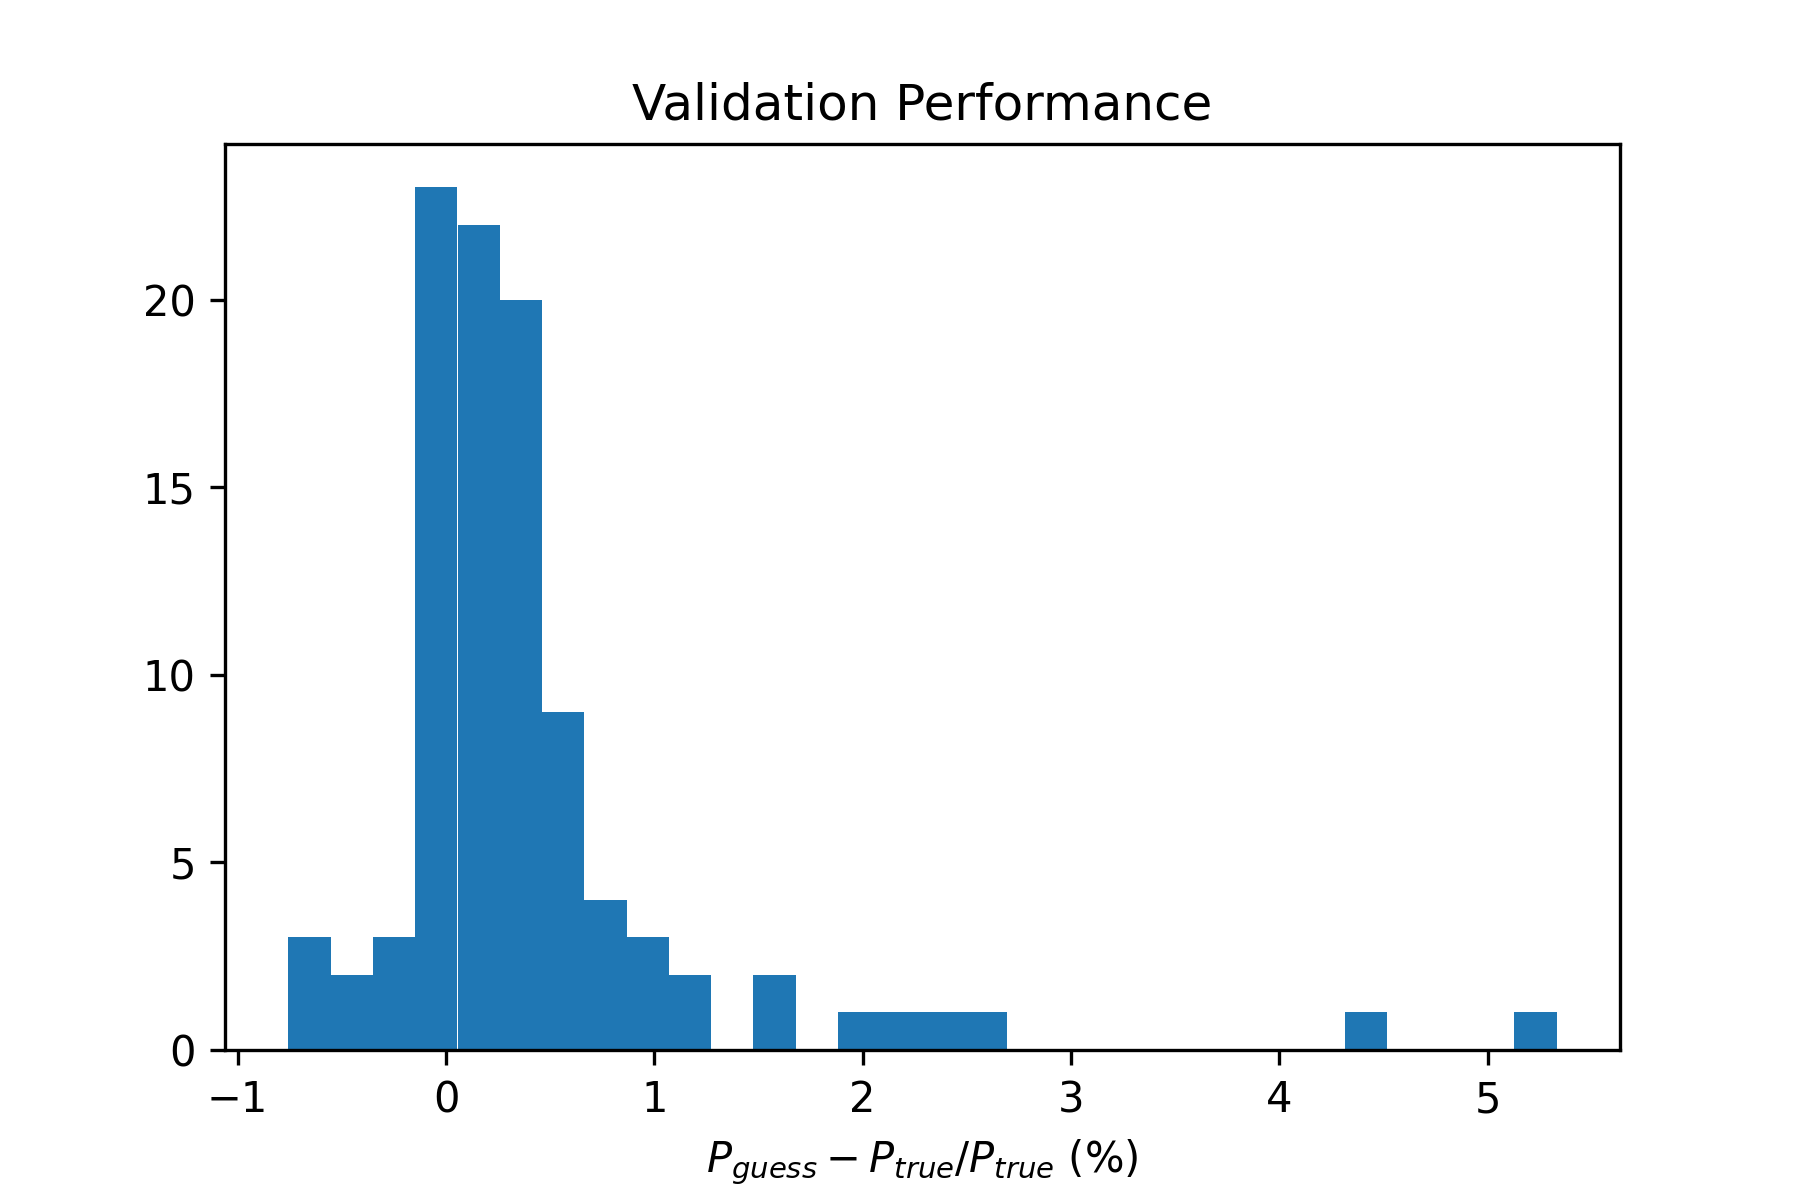 Validation Performance
20
15
10
5
0
−1 0 1 2 3 4 5
P_guess − P_true/P_true (%)